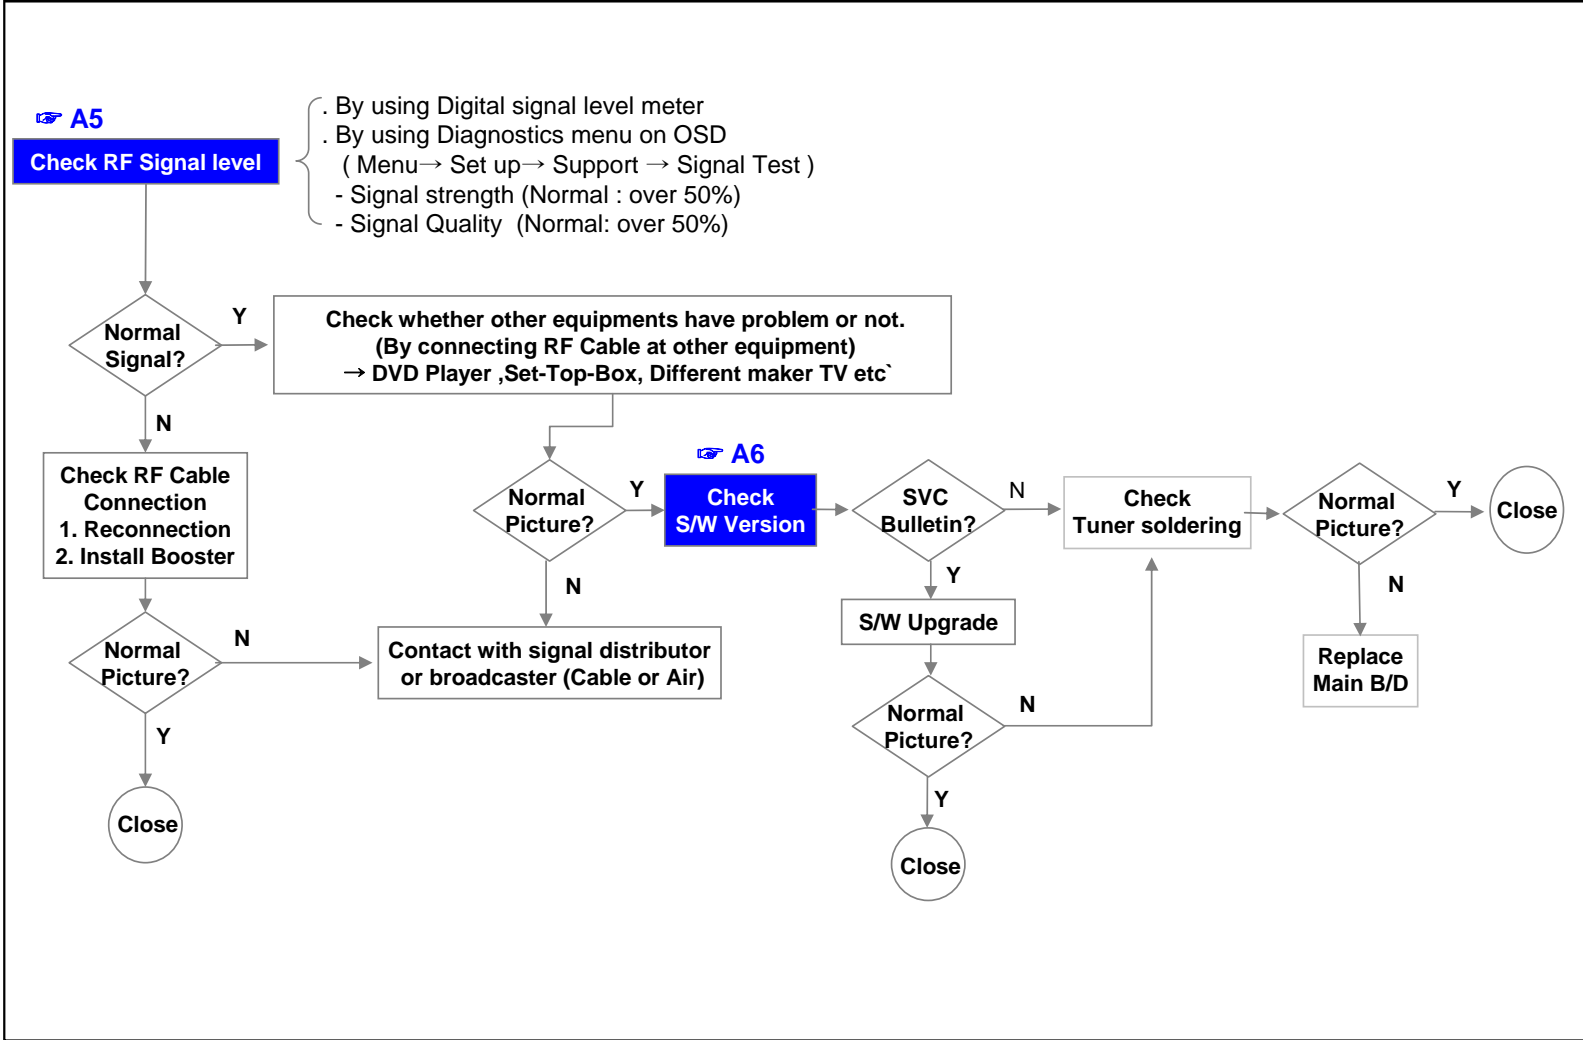 ☞ A5
Check RF Signal level
. By using Digital signal level meter
. By using Diagnostics menu on OSD
( Menu→ Set up→ Support → Signal Test )
- Signal strength (Normal : over 50%)
- Signal Quality (Normal: over 50%)
Normal
Signal?
Y
Check whether other equipments have problem or not.
(By connecting RF Cable at other equipment)
→ DVD Player ,Set-Top-Box, Different maker TV etc`
N
Check RF Cable
Connection
1. Reconnection
2. Install Booster
Normal
Picture?
Y
☞ A6
Check
S/W Version
SVC
Bulletin?
N
Check
Tuner soldering
Normal
Picture?
Y
Close
N
Y
N
S/W Upgrade
Replace
Main B/D
Normal
Picture?
N
Contact with signal distributor
or broadcaster (Cable or Air)
Normal
Picture?
N
Y
Close
Y
Close